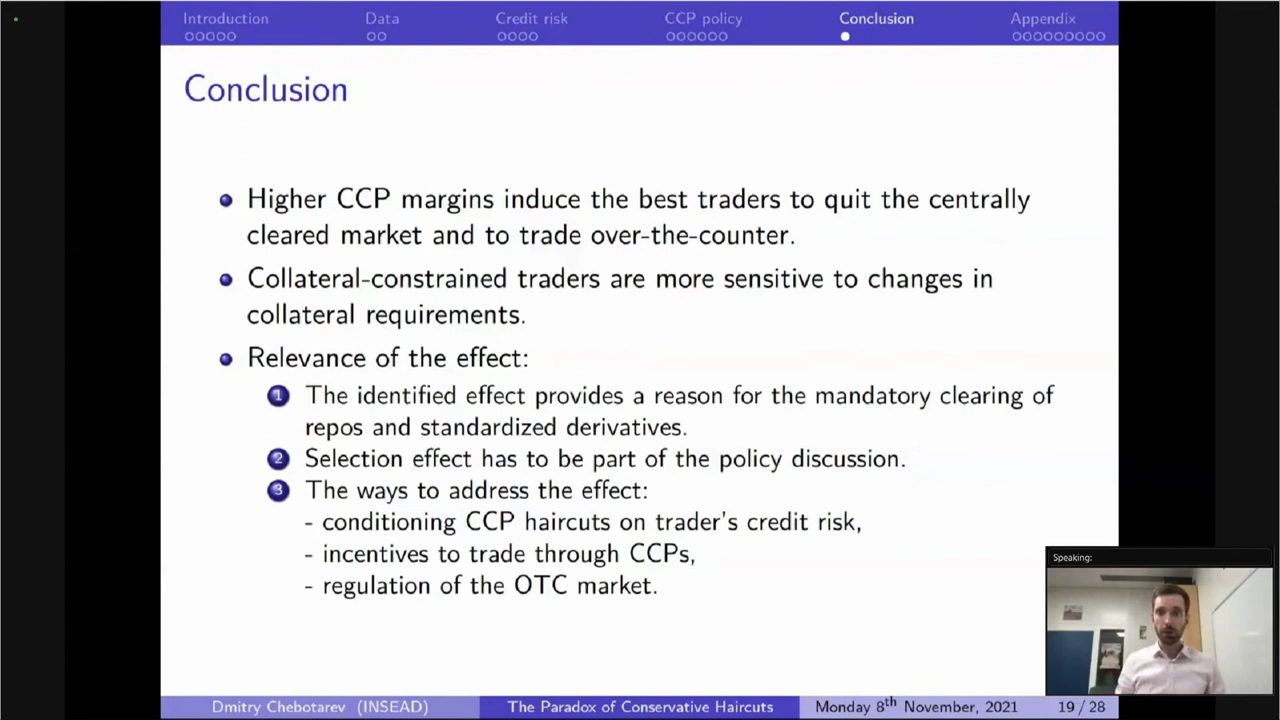 Introduction Data Credit risk CCP policy Conclusion Appendix
Conclusion
Higher CCP margins induce the best traders to quit the centrally
cleared market and to trade over-the-counter.
Collateral-constrained traders are more sensitive to changes in
collateral requirements.
Relevance of the effect:
1 The identified effect provides a reason for the mandatory clearing of
repos and standardized derivatives.
2 Selection effect has to be part of the policy discussion.
3 The ways to address the effect:
- conditioning CCP haircuts on trader's credit risk,
- incentives to trade through CCPs,
- regulation of the OTC market.
Speaking:
Dmitry Chebotarev (INSEAD) The Paradox of Conservative Haircuts Monday 8th November, 2021 19 / 28